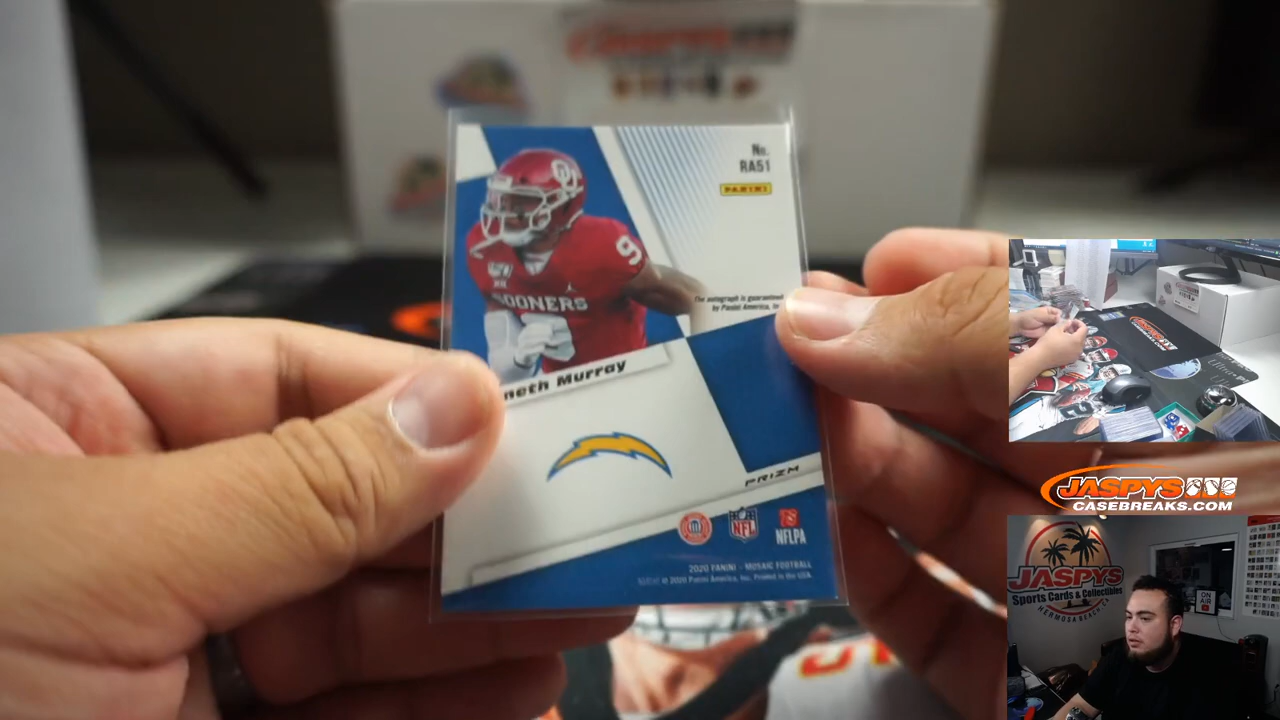 No.
RA51
PANINI
OU
9
SOONERS
The autograph is guaranteed
by Panini America, In
neth Murray
PRIZM
NFL
NFLPA
2020 PANINI - MOSAIC FOOTBALL
© 2020 Panini America, Inc. Printed in the USA.
JASPYS
CASEBREAKS.COM
JASPYS
Sports Cards & Collectibles
HERMOSA BEACH, CA
ON
AIR